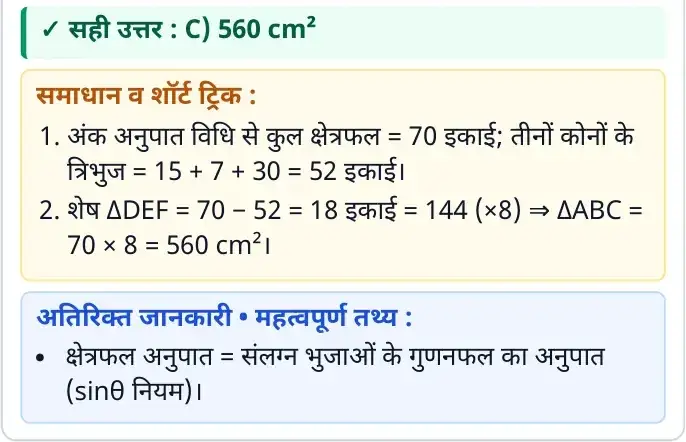 ✓ सही उत्तर : C) 560 cm²
समाधान व शॉर्ट ट्रिक :
1. अंक अनुपात विधि से कुल क्षेत्रफल = 70 इकाई; तीनों कोनों के
त्रिभुज = 15 + 7 + 30 = 52 इकाई।
2. शेष ΔDEF = 70 − 52 = 18 इकाई = 144 (×8) ⇒ ΔABC =
70 × 8 = 560 cm²।
अतिरिक्त जानकारी • महत्वपूर्ण तथ्य :
• क्षेत्रफल अनुपात = संलग्न भुजाओं के गुणनफल का अनुपात
(sinθ नियम)।